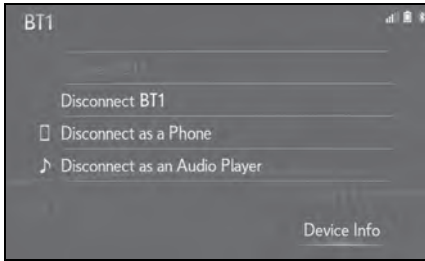 BT1
Disconnect BT1
Disconnect as a Phone
Disconnect as an Audio Player
Device Info